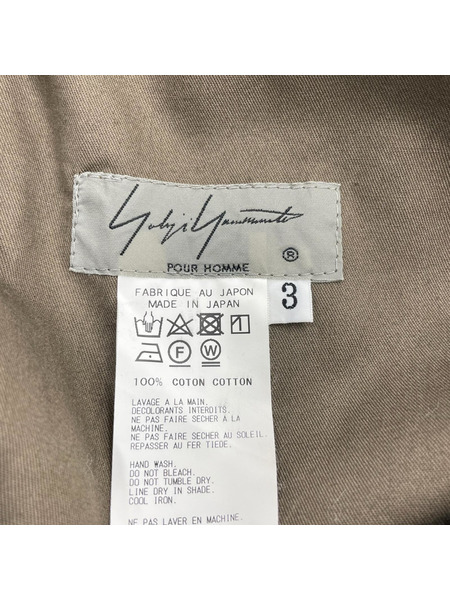 Yohji Yamamoto
®
POUR HOMME
3
FABRIQUE AU JAPON
MADE IN JAPAN
F W
100% COTON COTTON
LAVAGE A LA MAIN.
DECOLORANTS INTERDITS.
NE PAS FAIRE SECHER A LA
MACHINE.
NE PAS FAIRE SECHER AU SOLEIL.
REPASSER AU FER TIEDE.
HAND WASH.
DO NOT BLEACH.
DO NOT TUMBLE DRY.
LINE DRY IN SHADE.
COOL IRON.
NE PAS LAVER EN MACHINE.